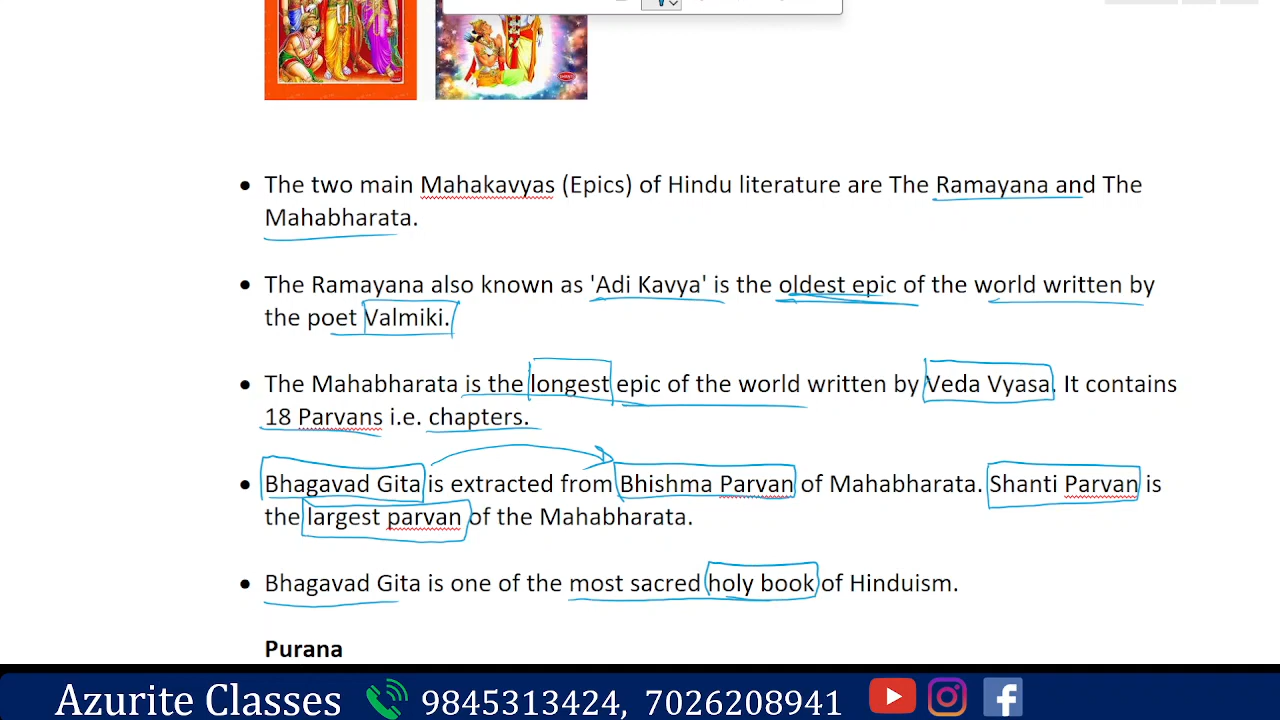 • The two main Mahakavyas (Epics) of Hindu literature are The Ramayana and The
Mahabharata.
• The Ramayana also known as 'Adi Kavya' is the oldest epic of the world written by
the poet Valmiki.
• The Mahabharata is the longest epic of the world written by Veda Vyasa. It contains
18 Parvans i.e. chapters.
• Bhagavad Gita is extracted from Bhishma Parvan of Mahabharata. Shanti Parvan is
the largest parvan of the Mahabharata.
• Bhagavad Gita is one of the most sacred holy book of Hinduism.
Purana
Azurite Classes 9845313424, 7026208941